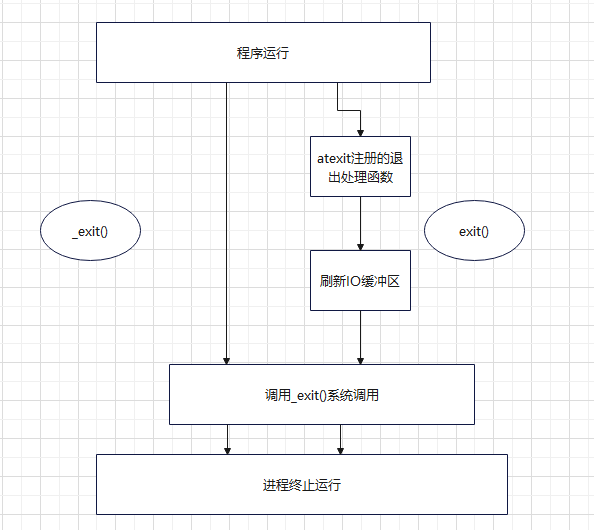 程序运行
atexit注册的退
出处理函数
_exit()
exit()
刷新IO缓冲区
调用_exit()系统调用
进程终止运行